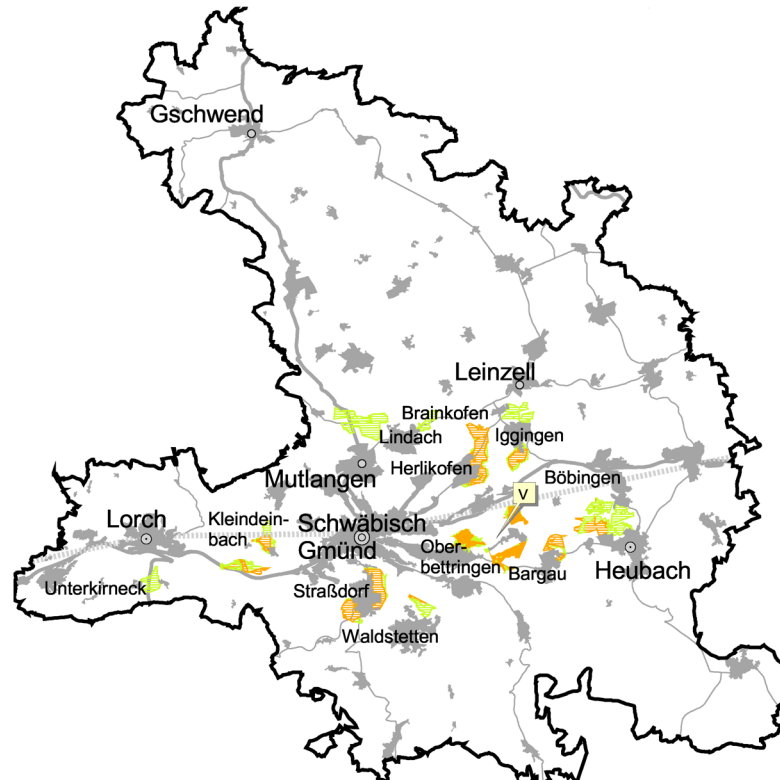 Gschwend
Leinzell
Brainkofen
Lindach
Iggingen
Mutlangen
Herlikofen
Böbingen
V
Lorch
Kleindein-
bach
Schwäbisch
Gmünd
Ober-
bettringen
Bargau
Heubach
Unterkirneck
Straßdorf
Waldstetten